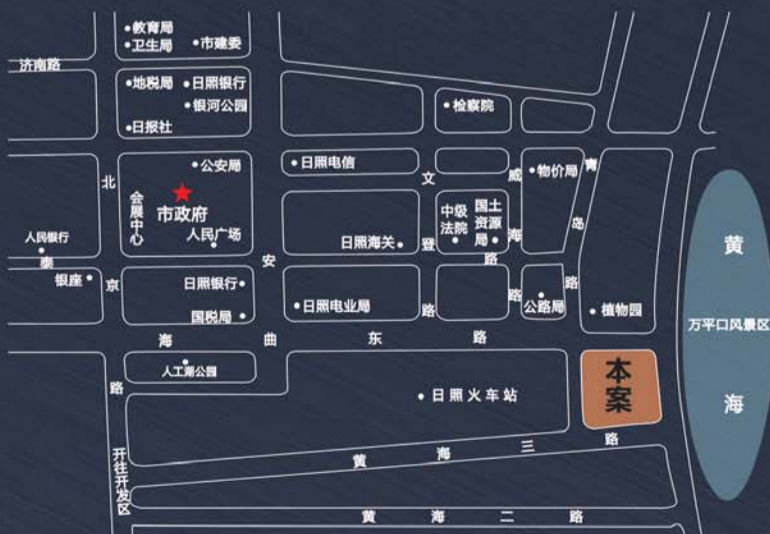 教育局
卫生局
市建委
济南路
地税局
日照银行
银河公园
检察院
日报社
公安局
日照电信
物价局
北京路
会展中心
市政府
人民广场
文登路
威海路
青岛路
中级
法院
国土
资源
局
人民银行
日照海关
泰安路
银座
日照银行
国税局
日照电业局
公路局
植物园
海曲东路
人工湖公园
日照火车站
本案
黄海
万平口风景区
黄海三路
开往开发区
黄海二路